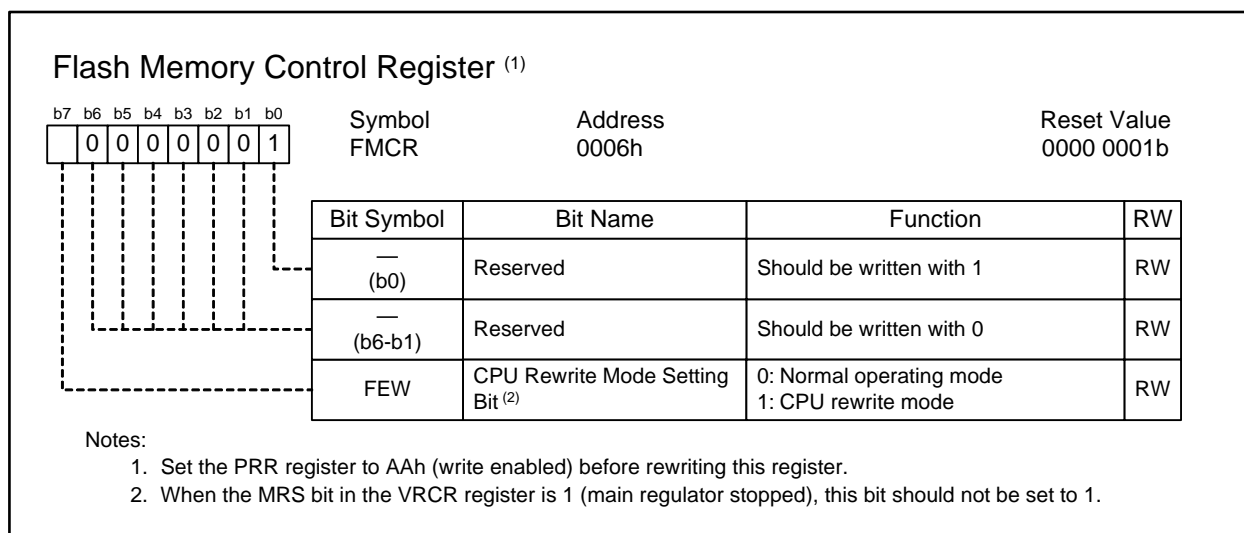 Flash Memory Control Register (1)
b7 b6 b5 b4 b3 b2 b1 b0
0 0 0 0 0 0 1
Symbol Address Reset Value
FMCR 0006h 0000 0001b
Bit Symbol Bit Name Function RW
—
(b0) Reserved Should be written with 1 RW
—
(b6-b1) Reserved Should be written with 0 RW
FEW CPU Rewrite Mode Setting Bit (2) 0: Normal operating mode
1: CPU rewrite mode RW
Notes:
1. Set the PRR register to AAh (write enabled) before rewriting this register.
2. When the MRS bit in the VRCR register is 1 (main regulator stopped), this bit should not be set to 1.